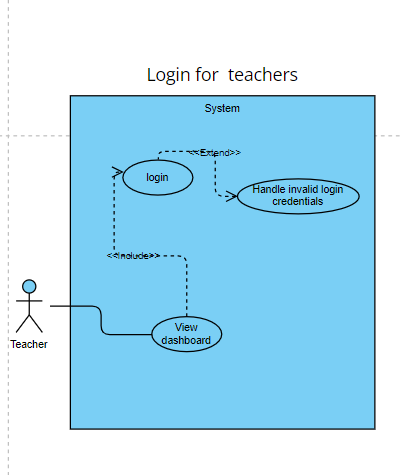 Login for  teachers
System
<<Extend>>
login
Handle invalid login
credentials
<<Include>>
View
dashboard
Teacher